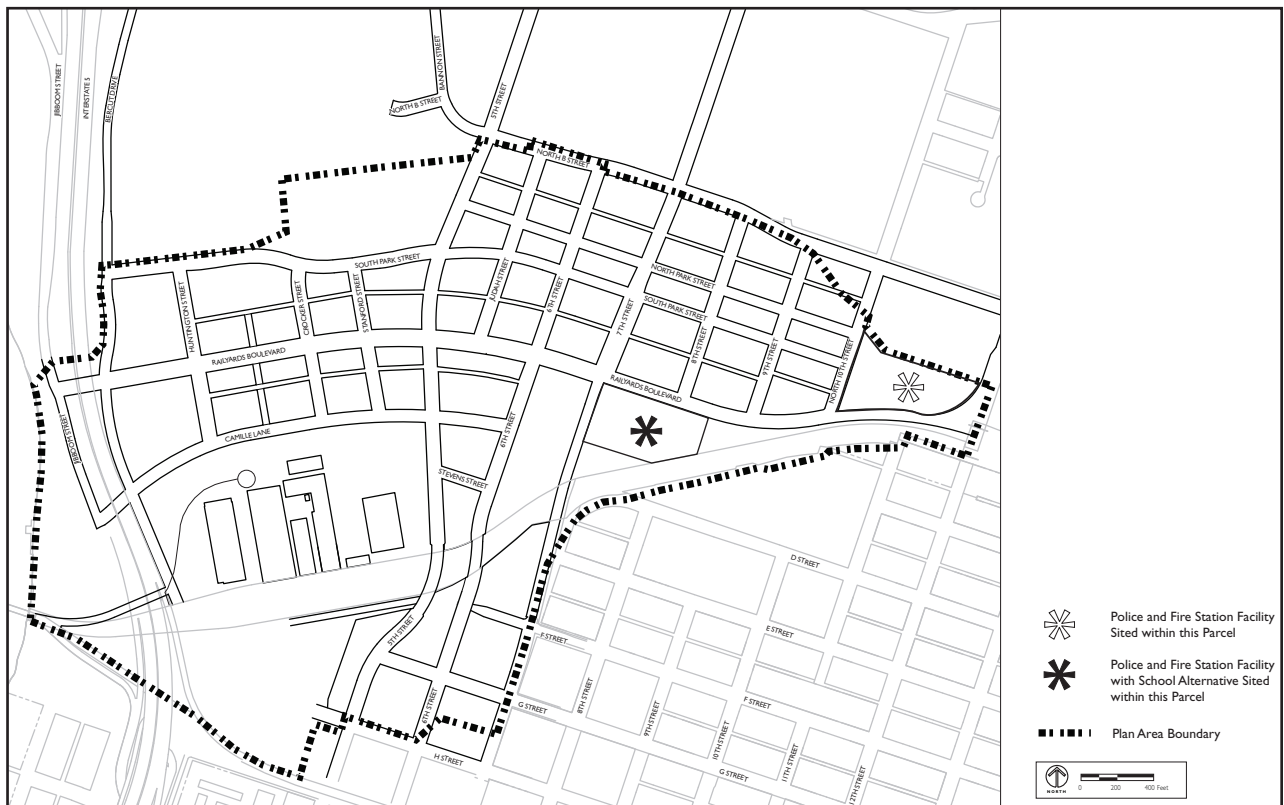 JIBBOOM STREET
INTERSTATE 5
BERCUT DRIVE
BANNON STREET
NORTH B STREET
5TH STREET
NORTH B STREET
SOUTH PARK STREET
HUNTINGTON STREET
CROCKER STREET
STANFORD STREET
JUDAH STREET
6TH STREET
NORTH PARK STREET
SOUTH PARK STREET
7TH STREET
8TH STREET
9TH STREET
NORTH 10TH STREET
RAILYARDS BOULEVARD
RAILYARDS BOULEVARD
JIBBOOM STREET
CAMILLE LANE
6TH STREET
STEVENS STREET
5TH STREET
6TH STREET
D STREET
E STREET
F STREET
F STREET
G STREET
G STREET
H STREET
8TH STREET
9TH STREET
10TH STREET
11TH STREET
12TH STREET
Police and Fire Station Facility
Sited within this Parcel
Police and Fire Station Facility
with School Alternative Sited
within this Parcel
Plan Area Boundary
NORTH
0 200 400 Feet